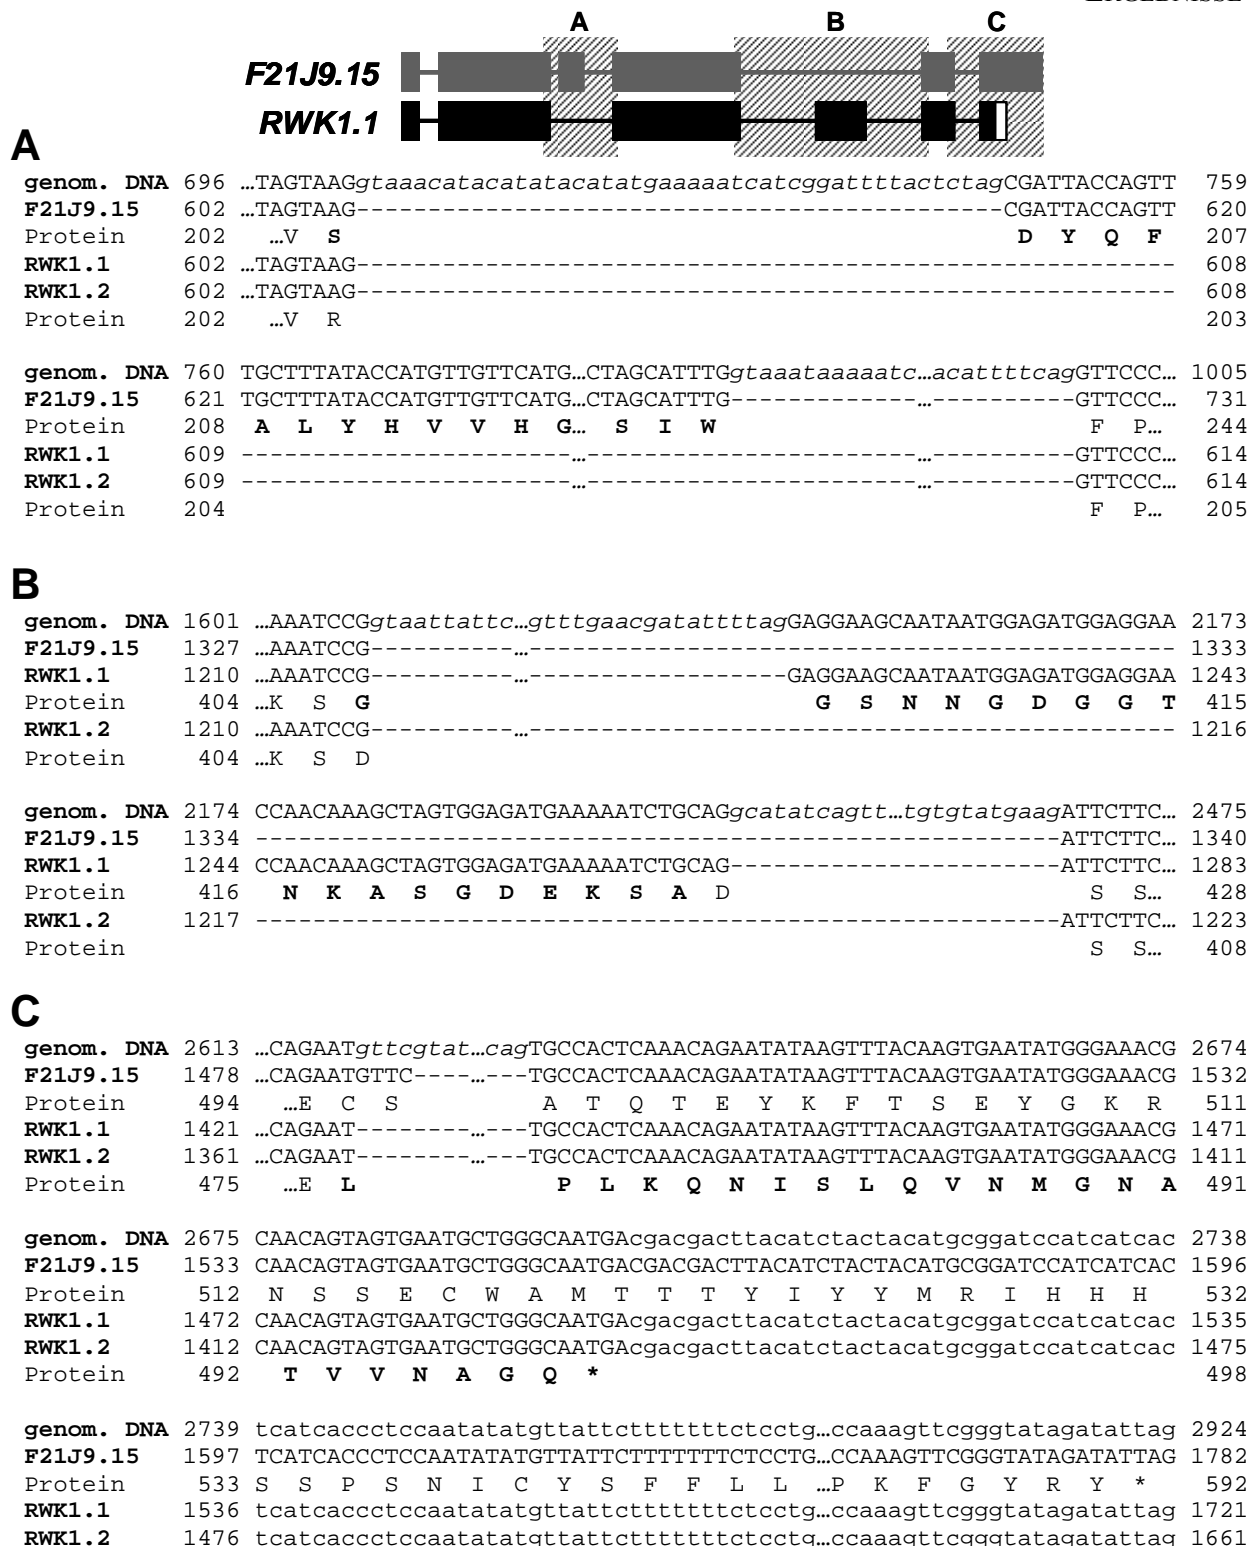 A B C
F21J9.15
RWK1.1
A
genom. DNA 696 …TAGTAAGgtaaacatacatatacatatgaaaaatcatcggattttactctagCGATTACCAGTT 759
F21J9.15 602 …TAGTAAG---------------------------------------------CGATTACCAGTT 620
Protein 202 …V S D Y Q F 207
RWK1.1 602 …TAGTAAG--------------------------------------------------------- 608
RWK1.2 602 …TAGTAAG--------------------------------------------------------- 608
Protein 202 …V R 203
genom. DNA 760 TGCTTTATACCATGTTGTTCATG…CTAGCATTTGgtaaataaaaatc…acattttcagGTTCCC… 1005
F21J9.15 621 TGCTTTATACCATGTTGTTCATG…CTAGCATTTG-------------…----------GTTCCC… 731
Protein 208 A L Y H V V H G… S I W F P… 244
RWK1.1 609 -----------------------…-----------------------…----------GTTCCC… 614
RWK1.2 609 -----------------------…-----------------------…----------GTTCCC… 614
Protein 204 F P… 205
B
genom. DNA 1601 …AAATCCGgtaattattc…gtttgaacgatattttagGAGGAAGCAATAATGGAGATGGAGGAA 2173
F21J9.15 1327 …AAATCCG----------…--------------------------------------------- 1333
RWK1.1 1210 …AAATCCG----------…------------------GAGGAAGCAATAATGGAGATGGAGGAA 1243
Protein 404 …K S G G S N N G D G G T 415
RWK1.2 1210 …AAATCCG----------…--------------------------------------------- 1216
Protein 404 …K S D
genom. DNA 2174 CCAACAAAGCTAGTGGAGATGAAAAATCTGCAGgcatatcagtt…tgtgtatgaagATTCTTC… 2475
F21J9.15 1334 --------------------------------------------------------ATTCTTC… 1340
RWK1.1 1244 CCAACAAAGCTAGTGGAGATGAAAAATCTGCAG-----------------------ATTCTTC… 1283
Protein 416 N K A S G D E K S A D S S… 428
RWK1.2 1217 --------------------------------------------------------ATTCTTC… 1223
Protein S S… 408
C
genom. DNA 2613 …CAGAATgttcgtat…cagTGCCACTCAAACAGAATATAAGTTTACAAGTGAATATGGGAAACG 2674
F21J9.15 1478 …CAGAATGTTC----…---TGCCACTCAAACAGAATATAAGTTTACAAGTGAATATGGGAAACG 1532
Protein 494 …E C S A T Q T E Y K F T S E Y G K R 511
RWK1.1 1421 …CAGAAT--------…---TGCCACTCAAACAGAATATAAGTTTACAAGTGAATATGGGAAACG 1471
RWK1.2 1361 …CAGAAT--------…---TGCCACTCAAACAGAATATAAGTTTACAAGTGAATATGGGAAACG 1411
Protein 475 …E L P L K Q N I S L Q V N M G N A 491
genom. DNA 2675 CAACAGTAGTGAATGCTGGGCAATGAcgacgacttacatctactacatgcggatccatcatcac 2738
F21J9.15 1533 CAACAGTAGTGAATGCTGGGCAATGACGACGACTTACATCTACTACATGCGGATCCATCATCAC 1596
Protein 512 N S S E C W A M T T T Y I Y Y M R I H H H 532
RWK1.1 1472 CAACAGTAGTGAATGCTGGGCAATGAcgacgacttacatctactacatgcggatccatcatcac 1535
RWK1.2 1412 CAACAGTAGTGAATGCTGGGCAATGAcgacgacttacatctactacatgcggatccatcatcac 1475
Protein 492 T V V N A G Q * 498
genom. DNA 2739 tcatcaccctccaatatatgttattctttttttctcctg…ccaaagttcgggtatagatattag 2924
F21J9.15 1597 TCATCACCCTCCAATATATGTTATTCTTTTTTTCTCCTG…CCAAAGTTCGGGTATAGATATTAG 1782
Protein 533 S S P S N I C Y S F F L L …P K F G Y R Y * 592
RWK1.1 1536 tcatcaccctccaatatatgttattctttttttctcctg…ccaaagttcgggtatagatattag 1721
RWK1.2 1476 tcatcaccctccaatatatgttattctttttttctcctg…ccaaagttcgggtatagatattag 1661